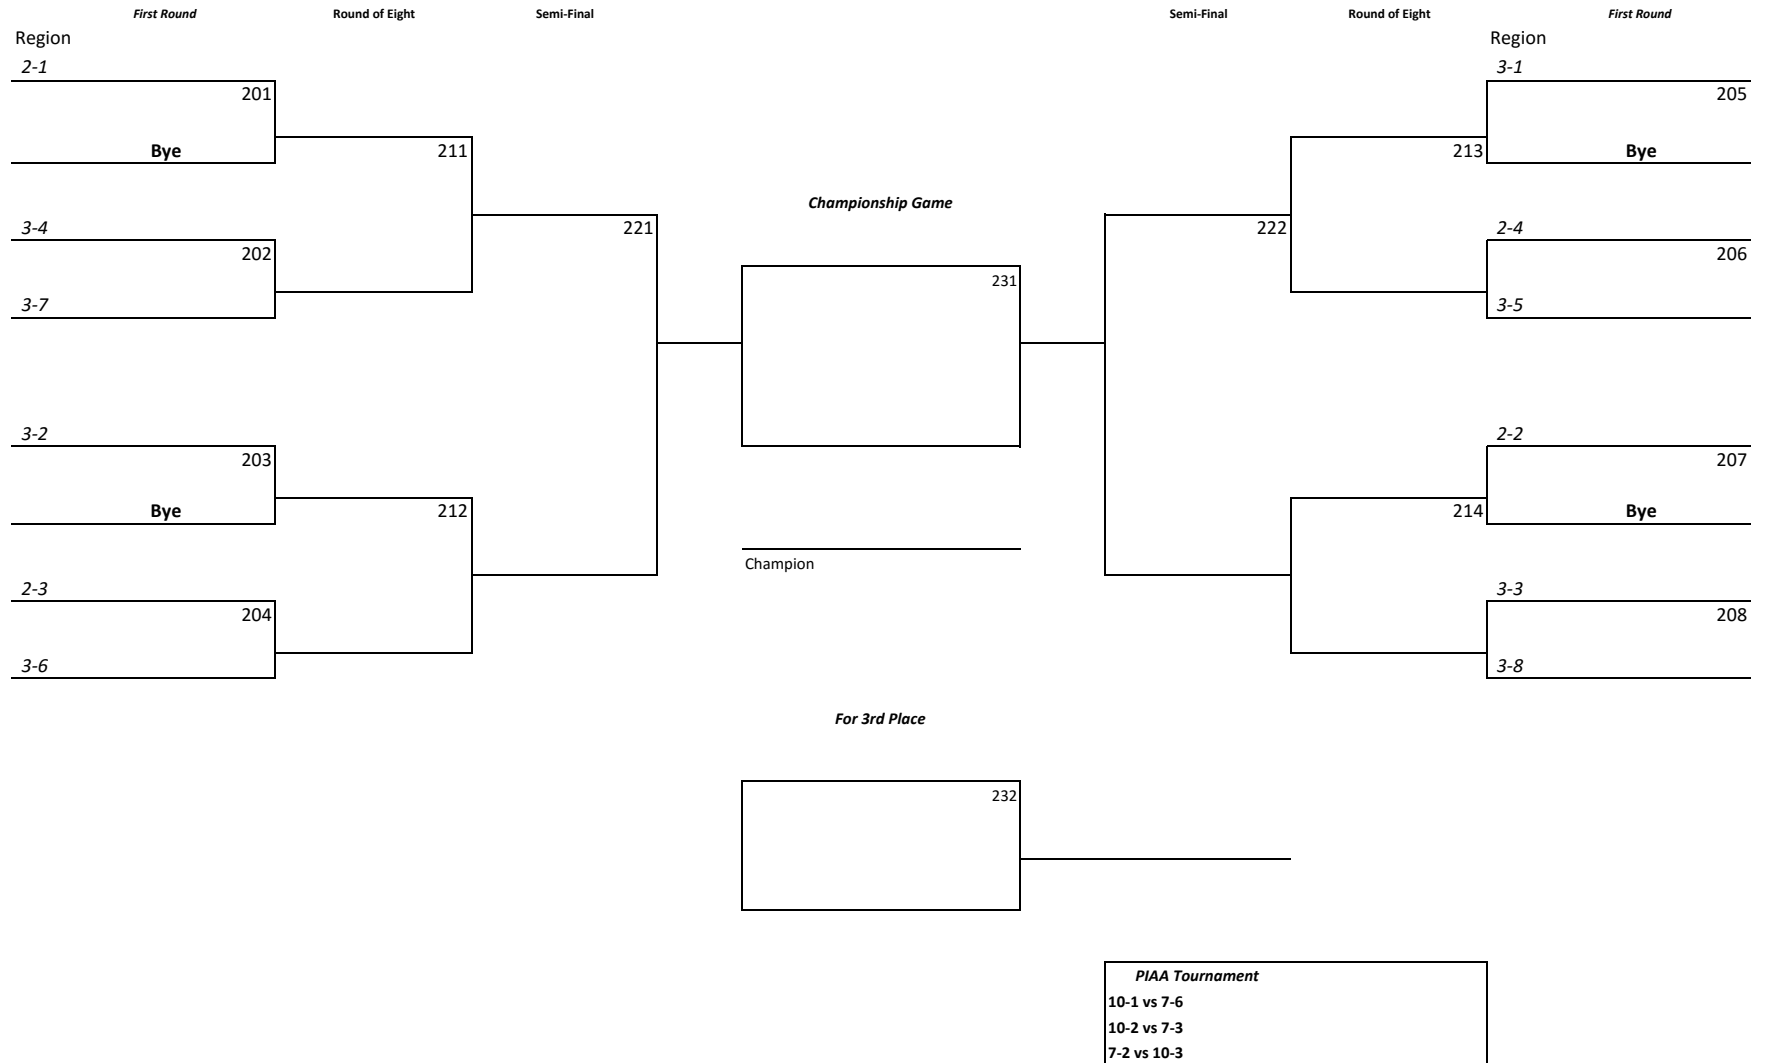 First Round Round of Eight Semi-Final Semi-Final Round of Eight First Round
Region Region
2-1 3-1
201 205
Bye 211 213 Bye
Championship Game
3-4 221 222 2-4
202 206
231
3-7 3-5
3-2 2-2
203 207
Bye 212 214 Bye
Champion
2-3 3-3
204 208
3-6 3-8
For 3rd Place
232
PIAA Tournament
10-1 vs 7-6
10-2 vs 7-3
7-2 vs 10-3